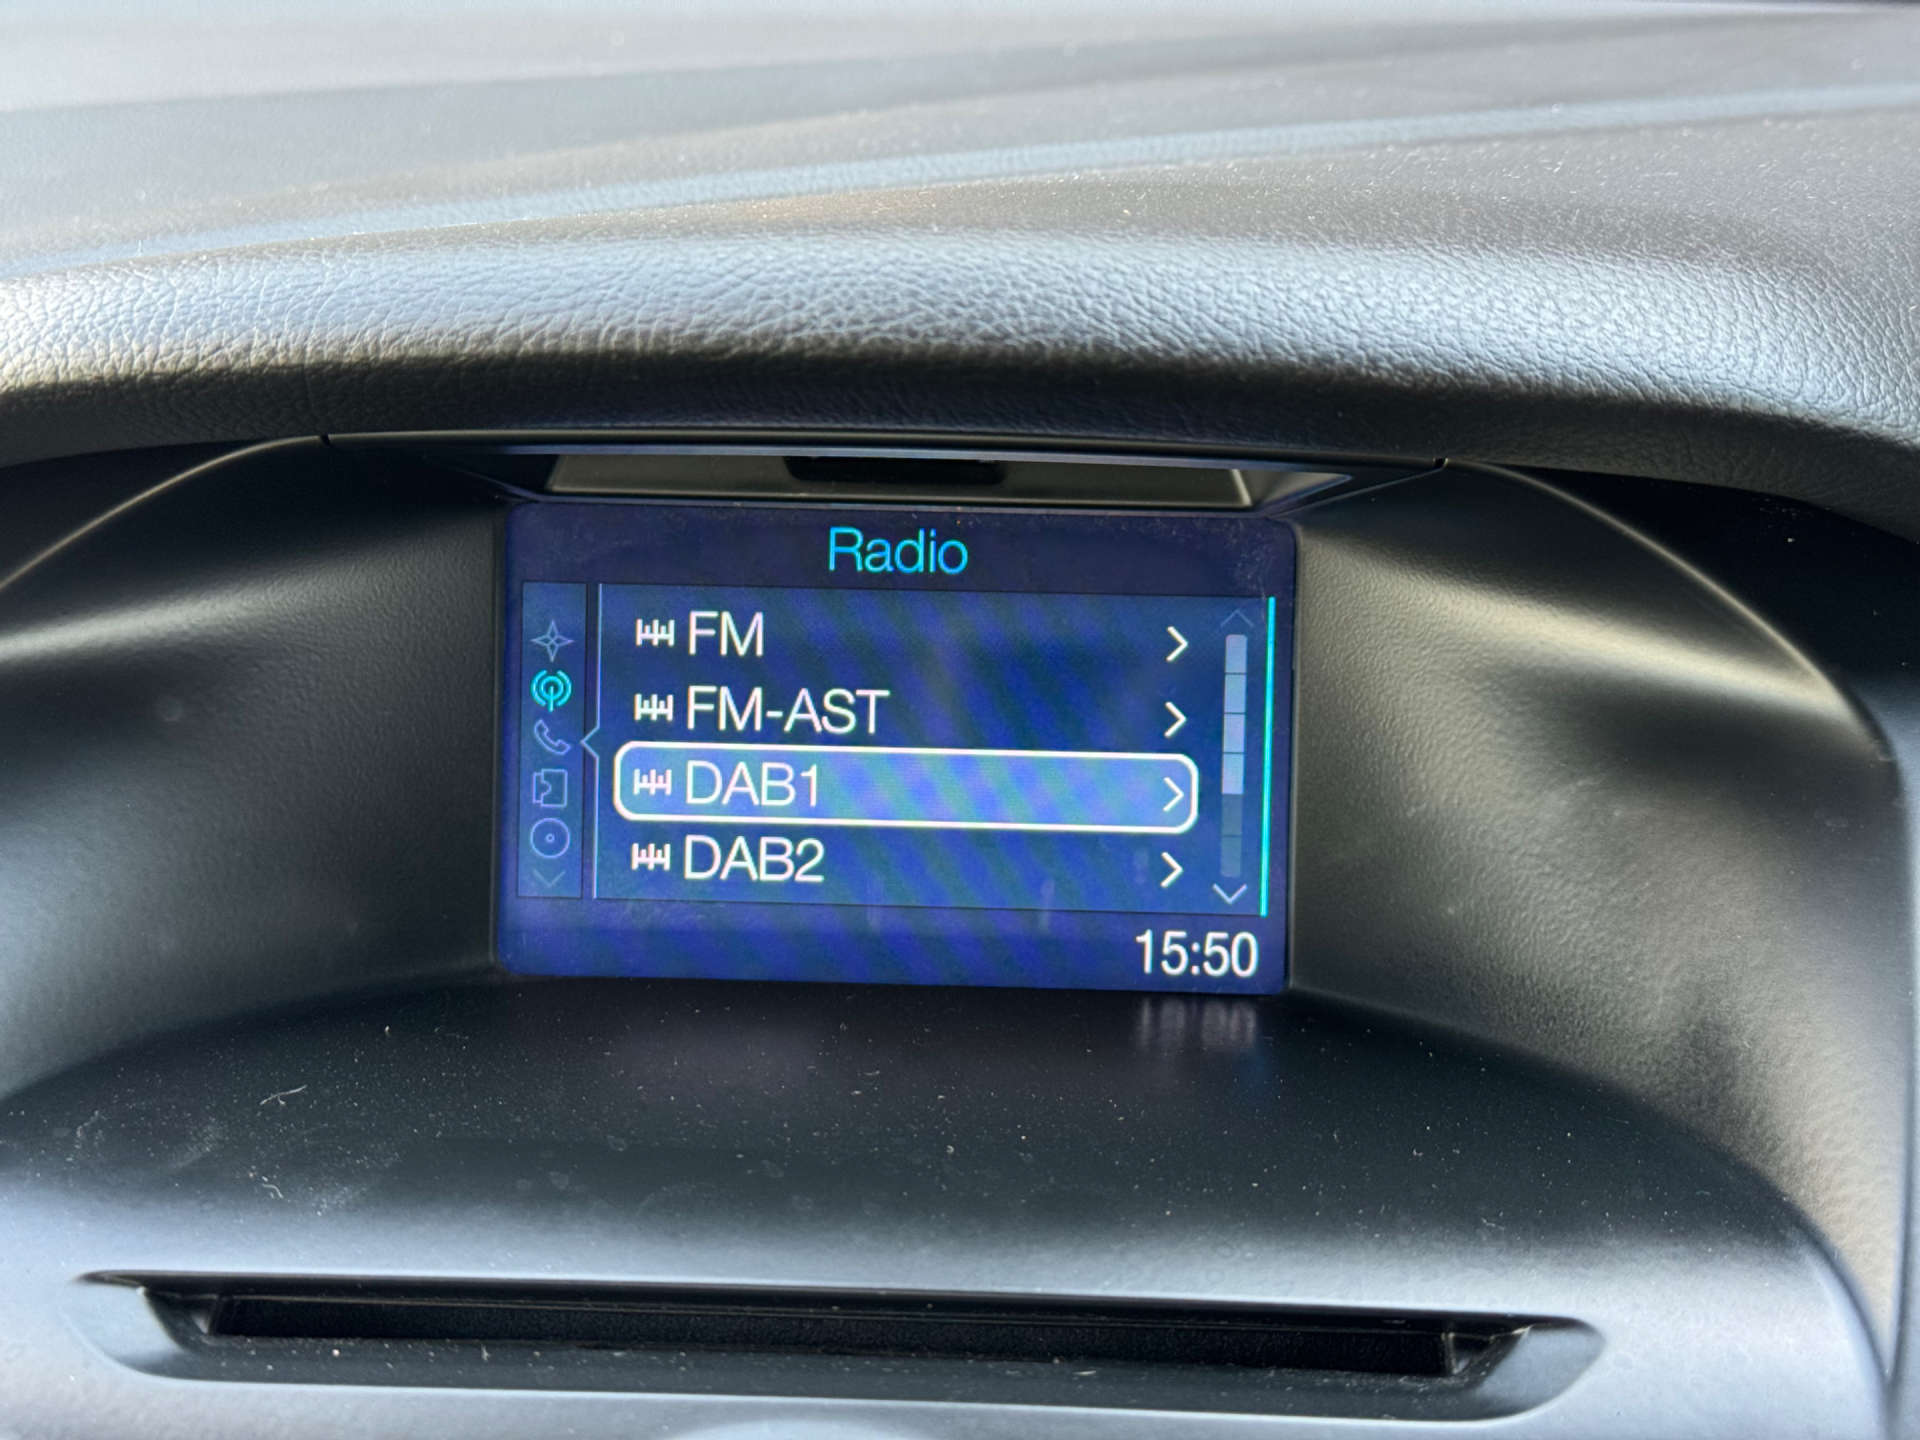 Radio
FM
FM-AST
DAB1
DAB2
15:50